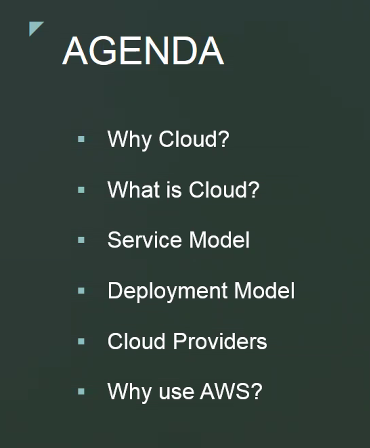 AGENDA
Why Cloud?
What is Cloud?
Service Model
Deployment Model
Cloud Providers
Why use AWS?